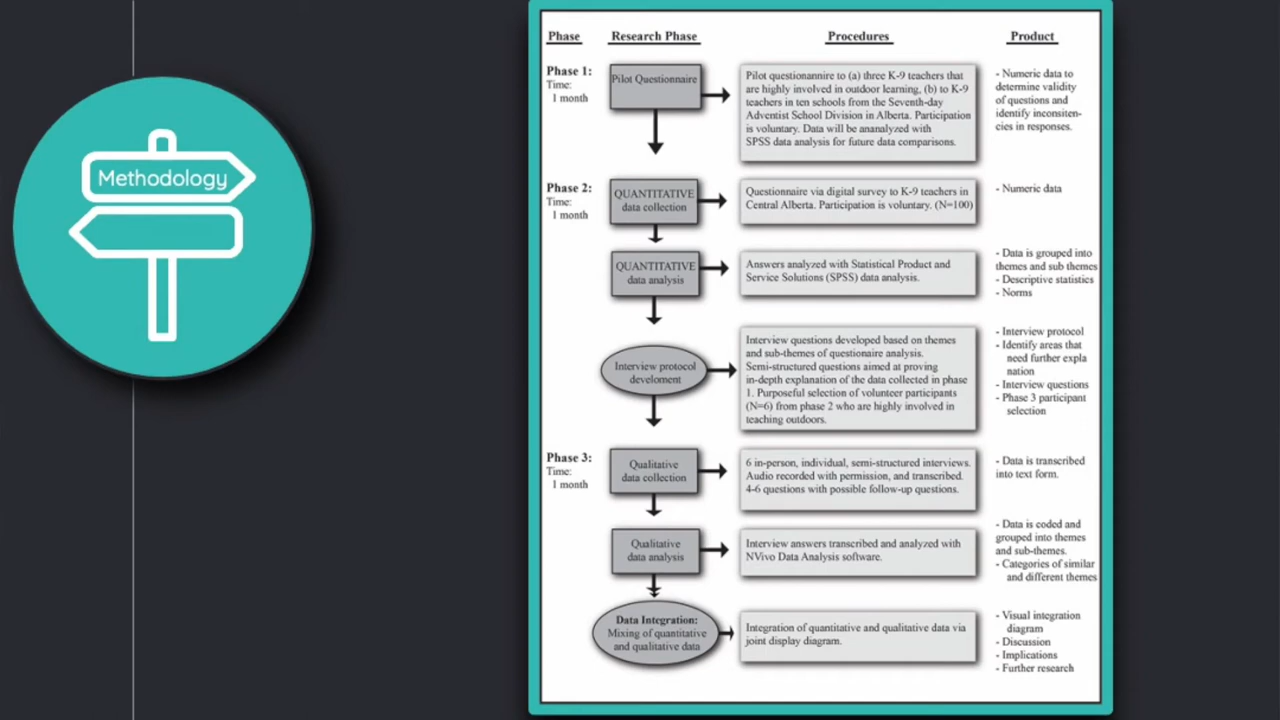 Methodology
Phase
Research Phase
Procedures
Product
Phase 1:
Time:
1 month
Pilot Questionnaire
Pilot questionannire to (a) three K-9 teachers that
are highly involved in outdoor learning, (b) to K-9
teachers in ten schools from the Seventh-day
Adventist School Division in Alberta. Participation
is voluntary. Data will be ananalyzed with
SPSS data analysis for future data comparisons.
- Numeric data to
determine validity
of questions and
identify inconsiten-
cies in responses.
Phase 2:
Time:
1 month
QUANTITATIVE
data collection
Questionnaire via digital survey to K-9 teachers in
Central Alberta. Participation is voluntary. (N=100)
- Numeric data
QUANTITATIVE
data analysis
Answers analyzed with Statistical Product and
Service Solutions (SPSS) data analysis.
- Data is grouped into
themes and sub themes
- Descriptive statistics
- Norms
Interview protocol
develoment
Interview questions developed based on themes
and sub-themes of questionaire analysis.
Semi-structured questions aimed at proving
in-depth explanation of the data collected in phase
1. Purposeful selection of volunteer participants
(N=6) from phase 2 who are highly involved in
teaching outdoors.
- Interview protocol
- Identify areas that
need further expla
nation
- Interview questions
- Phase 3 participant
selection
Phase 3:
Time:
1 month
Qualitative
data collection
6 in-person, individual, semi-structured interviews.
Audio recorded with permission, and transcribed.
4-6 questions with possible follow-up questions.
- Data is transcribed
into text form.
Qualitative
data analysis
Interview answers transcribed and analyzed with
NVivo Data Analysis software.
- Data is coded and
grouped into themes
and sub-themes.
- Categories of similar
and different themes
Data Integration:
Mixing of quantitative
and qualitative data
Integration of quantitative and qualitative data via
joint display diagram.
- Visual integration
diagram
- Discussion
- Implications
- Further research